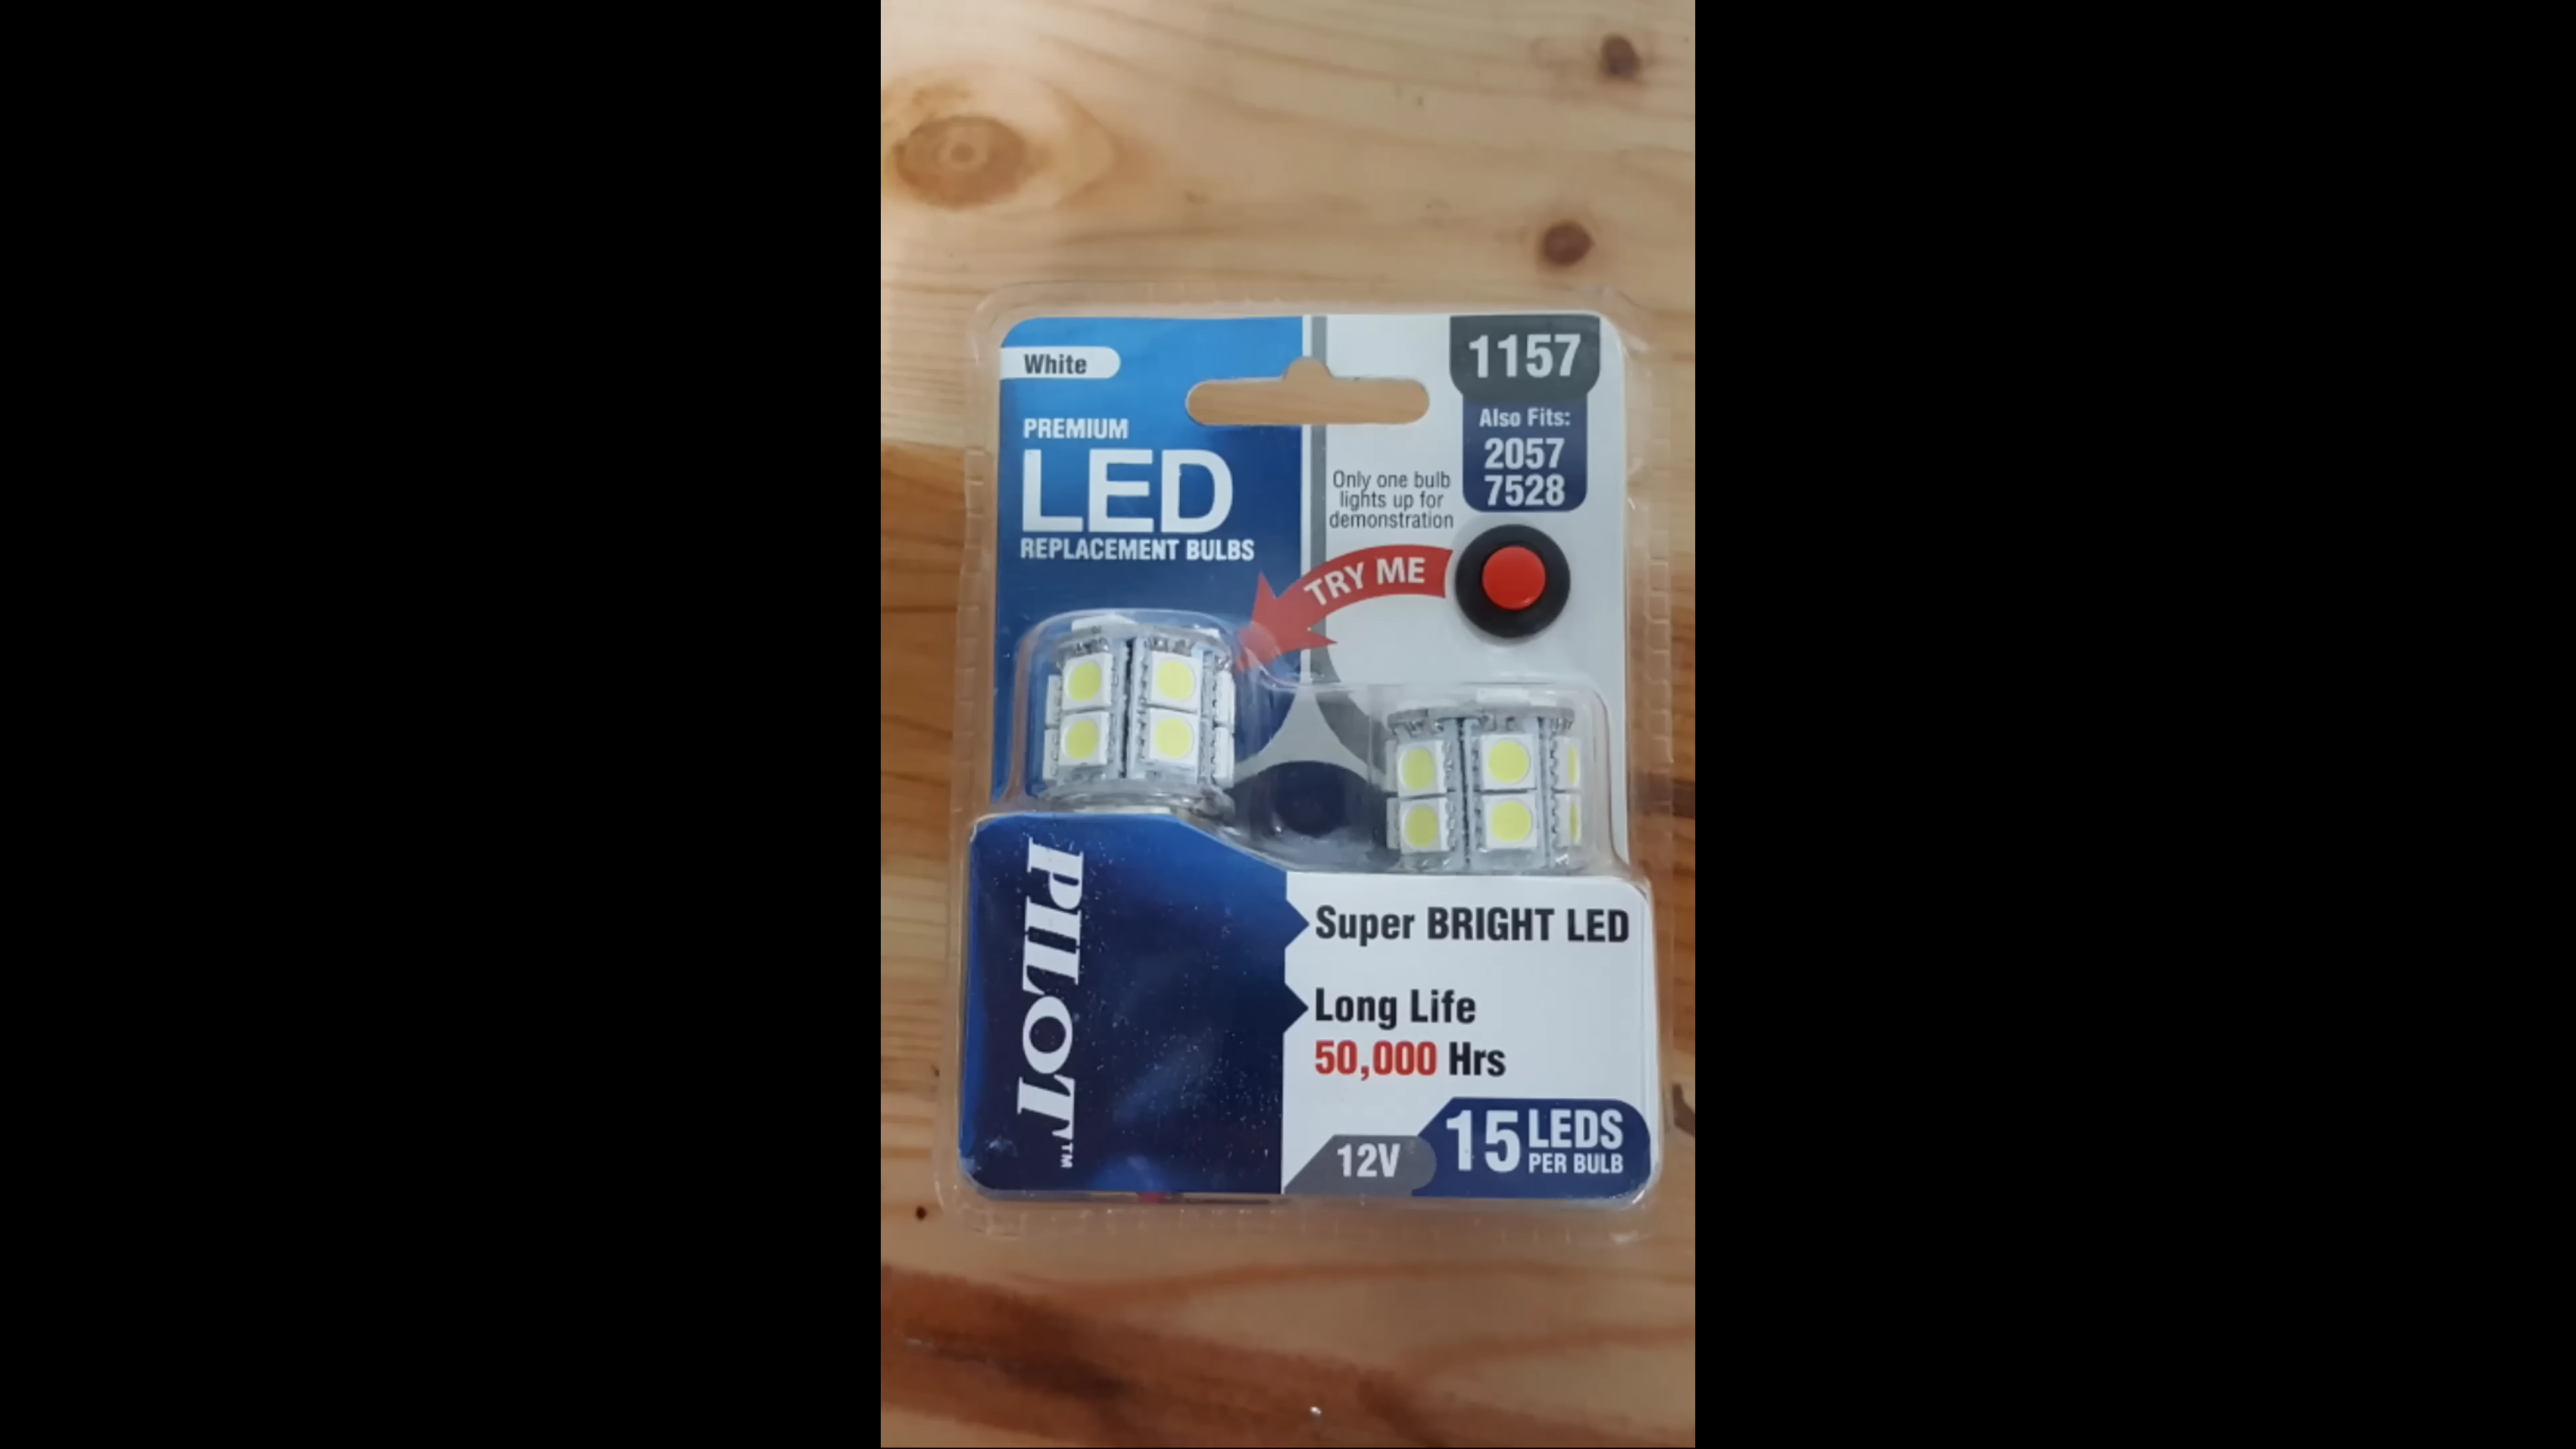 White
PREMIUM
LED
REPLACEMENT BULBS
1157
Also Fits:
2057
7528
Only one bulb
lights up for
demonstration
TRY ME
PILOT™
Super BRIGHT LED
Long Life
50,000 Hrs
12V
15 LEDS
PER BULB